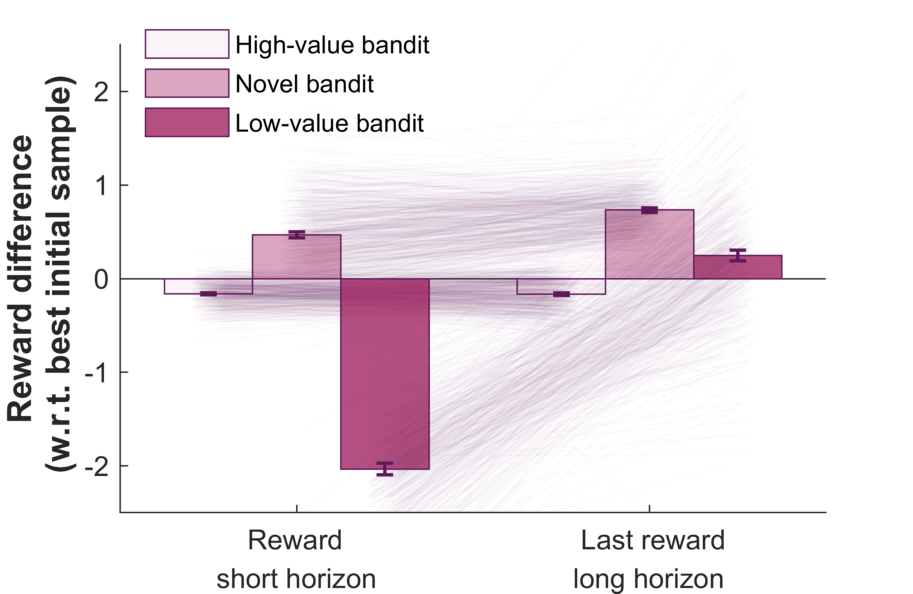 High-value bandit
Novel bandit
Low-value bandit
Reward difference
(w.r.t. best initial sample)
2
1
0
-1
-2
Reward
short horizon
Last reward
long horizon